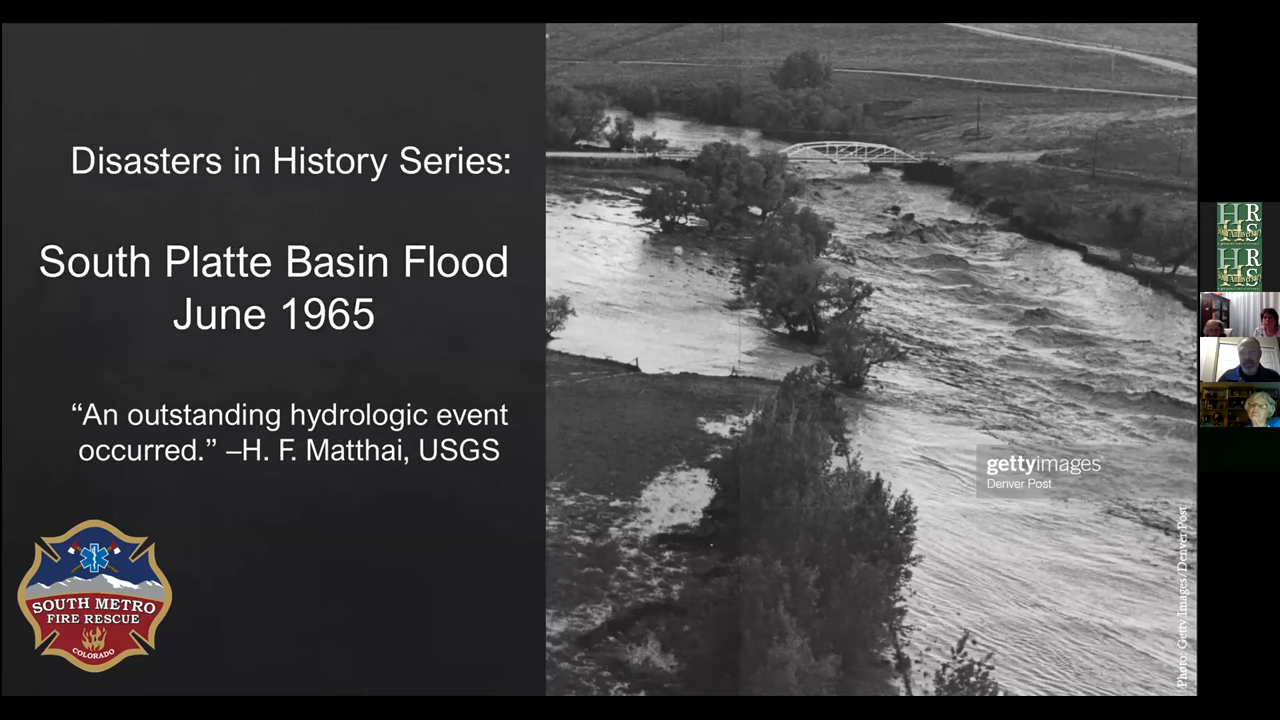 Disasters in History Series:
South Platte Basin Flood
June 1965
“An outstanding hydrologic event
occurred.” –H. F. Matthai, USGS
SOUTH METRO
FIRE RESCUE
COLORADO
gettyimages®
Denver Post
Photo: Getty Images/Denver Post
H R
H S
H R
H S